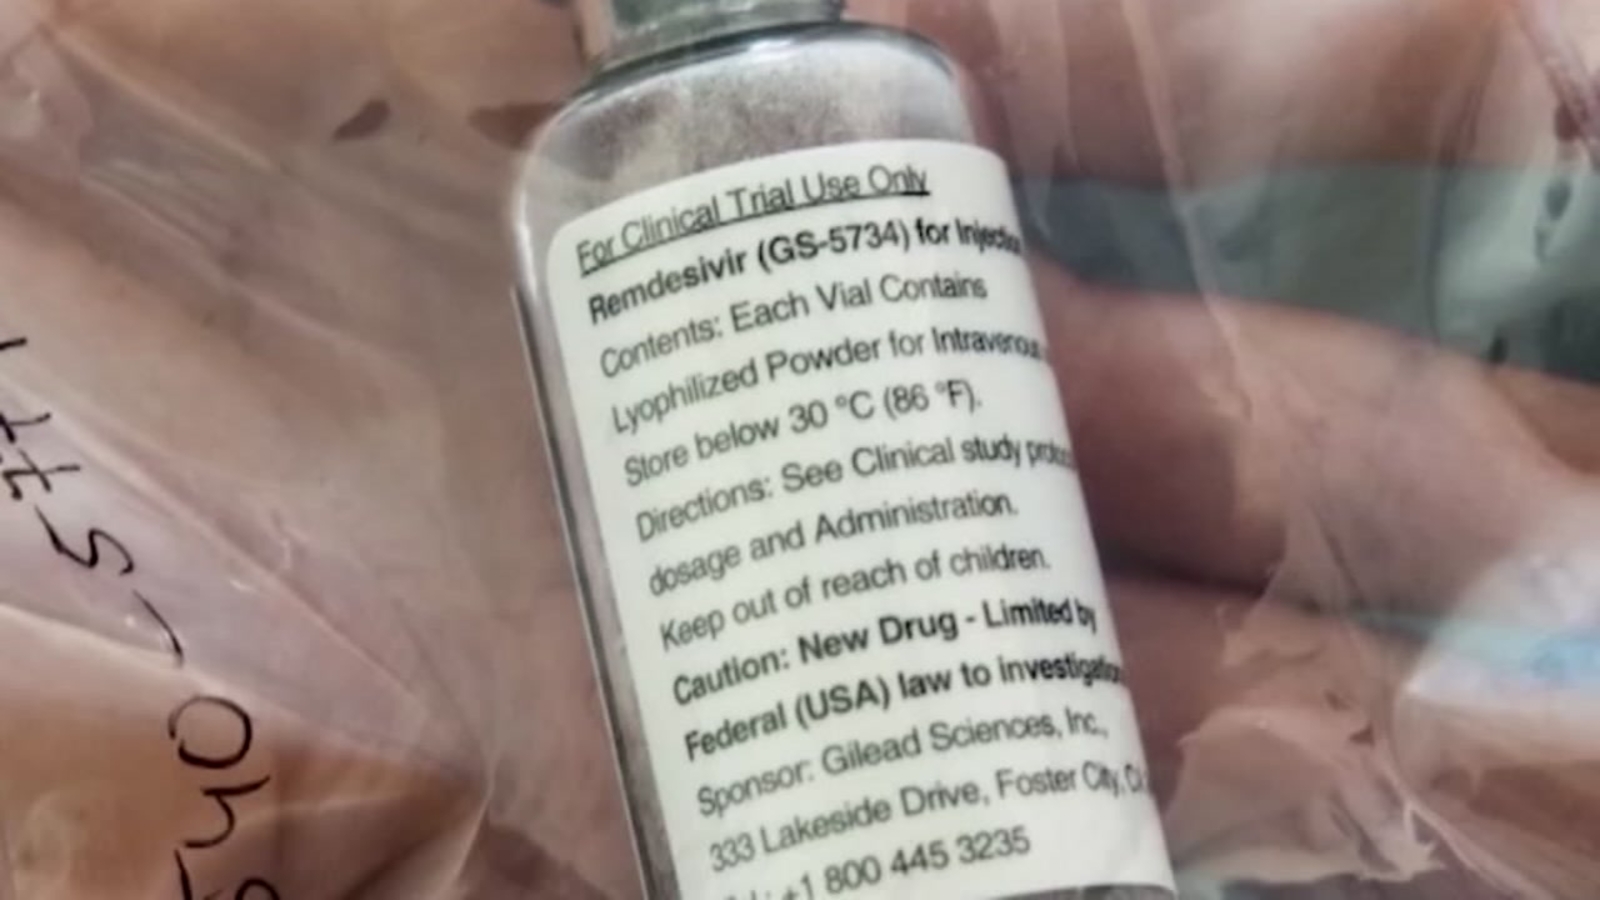 For Clinical Trial Use Only
Remdesivir (GS-5734) for Injection
Contents: Each Vial Contains
Lyophilized Powder for Intravenous
Store below 30 °C (86 °F).
Directions: See Clinical study
dosage and Administration.
Keep out of reach of children.
Caution: New Drug - Limited by
Federal (USA) law to
Sponsor: Gilead Sciences, Inc.,
333 Lakeside Drive, Foster City,
+1 800 445 3235